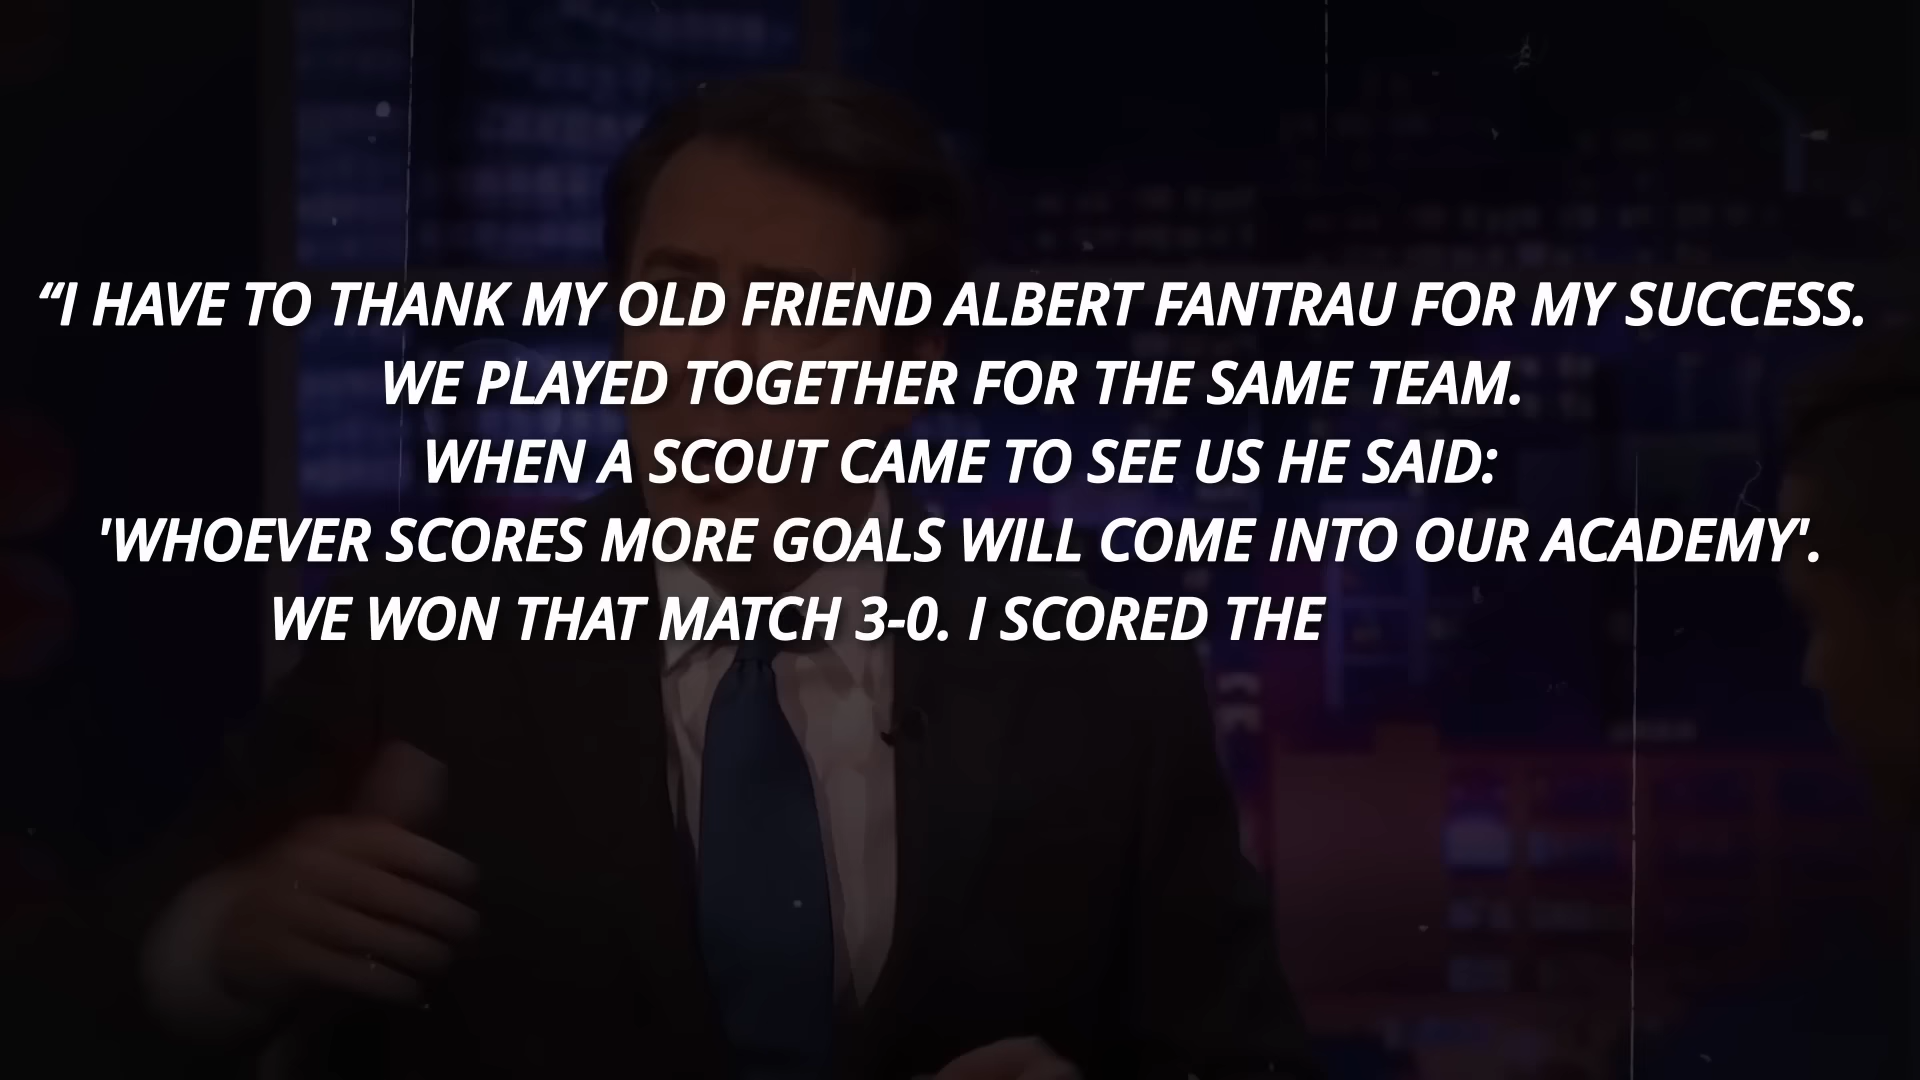 “I HAVE TO THANK MY OLD FRIEND ALBERT FANTRAU FOR MY SUCCESS.
WE PLAYED TOGETHER FOR THE SAME TEAM.
WHEN A SCOUT CAME TO SEE US HE SAID:
'WHOEVER SCORES MORE GOALS WILL COME INTO OUR ACADEMY'.
WE WON THAT MATCH 3-0. I SCORED THE